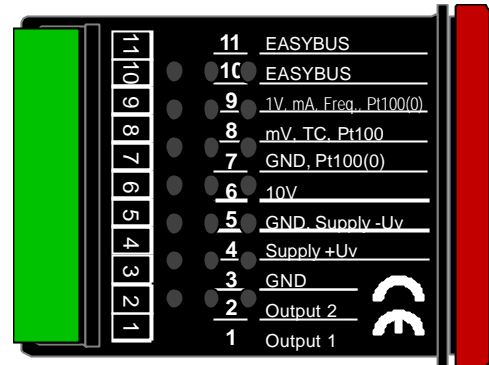 11
10
9
8
7
6
5
4
3
2
1
11 EASYBUS
10 EASYBUS
9 1V, mA, Freq., Pt100(0)
8 mV, TC, Pt100
7 GND, Pt100(0)
6 10V
5 GND, Supply -Uv
4 Supply +Uv
3 GND
2 Output 2
1 Output 1
CE